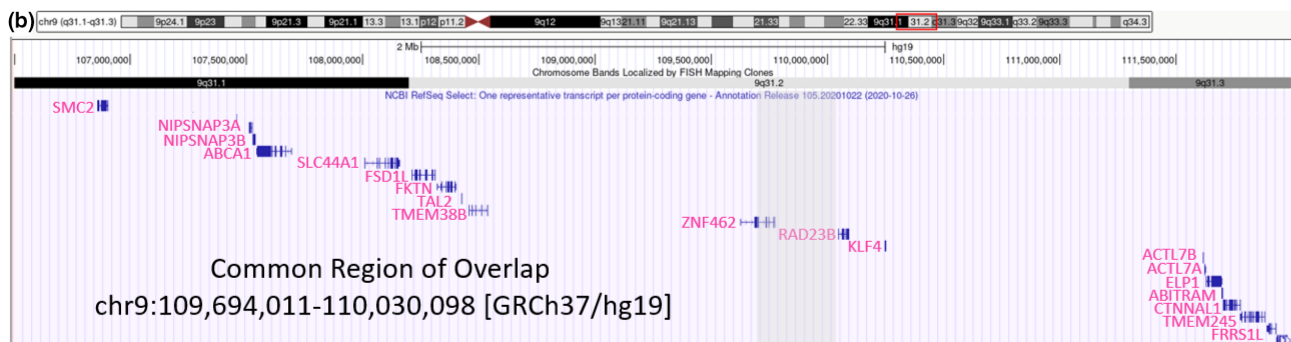 (b)
chr9 (q31.1-q31.3) 9p24.1 9p23 9p21.3 9p21.1 13.3 13.1 p12 p11.2 9q12 9q13 21.11 9q21.13 21.33 22.33 9q31.1 31.2 q31.3 9q32 9q33.1 q33.2 9q33.3 q34.3
2 Mb hg19
107,000,000 107,500,000 108,000,000 108,500,000 109,000,000 109,500,000 110,000,000 110,500,000 111,000,000 111,500,000
Chromosome Bands Localized by FISH Mapping Clones
9q31.1 9q31.2 9q31.3
NCBI RefSeq Select: One representative transcript per protein-coding gene - Annotation Release 105.20201022 (2020-10-26)
SMC2
NIPSNAP3A
NIPSNAP3B
ABCA1
SLC44A1
FSD1L
FKTN
TAL2
TMEM38B
ZNF462
RAD23B
KLF4
ACTL7B
ACTL7A
ELP1
ABITRAM
CTNNAL1
TMEM245
FRRS1L
Common Region of Overlap
chr9:109,694,011-110,030,098 [GRCh37/hg19]